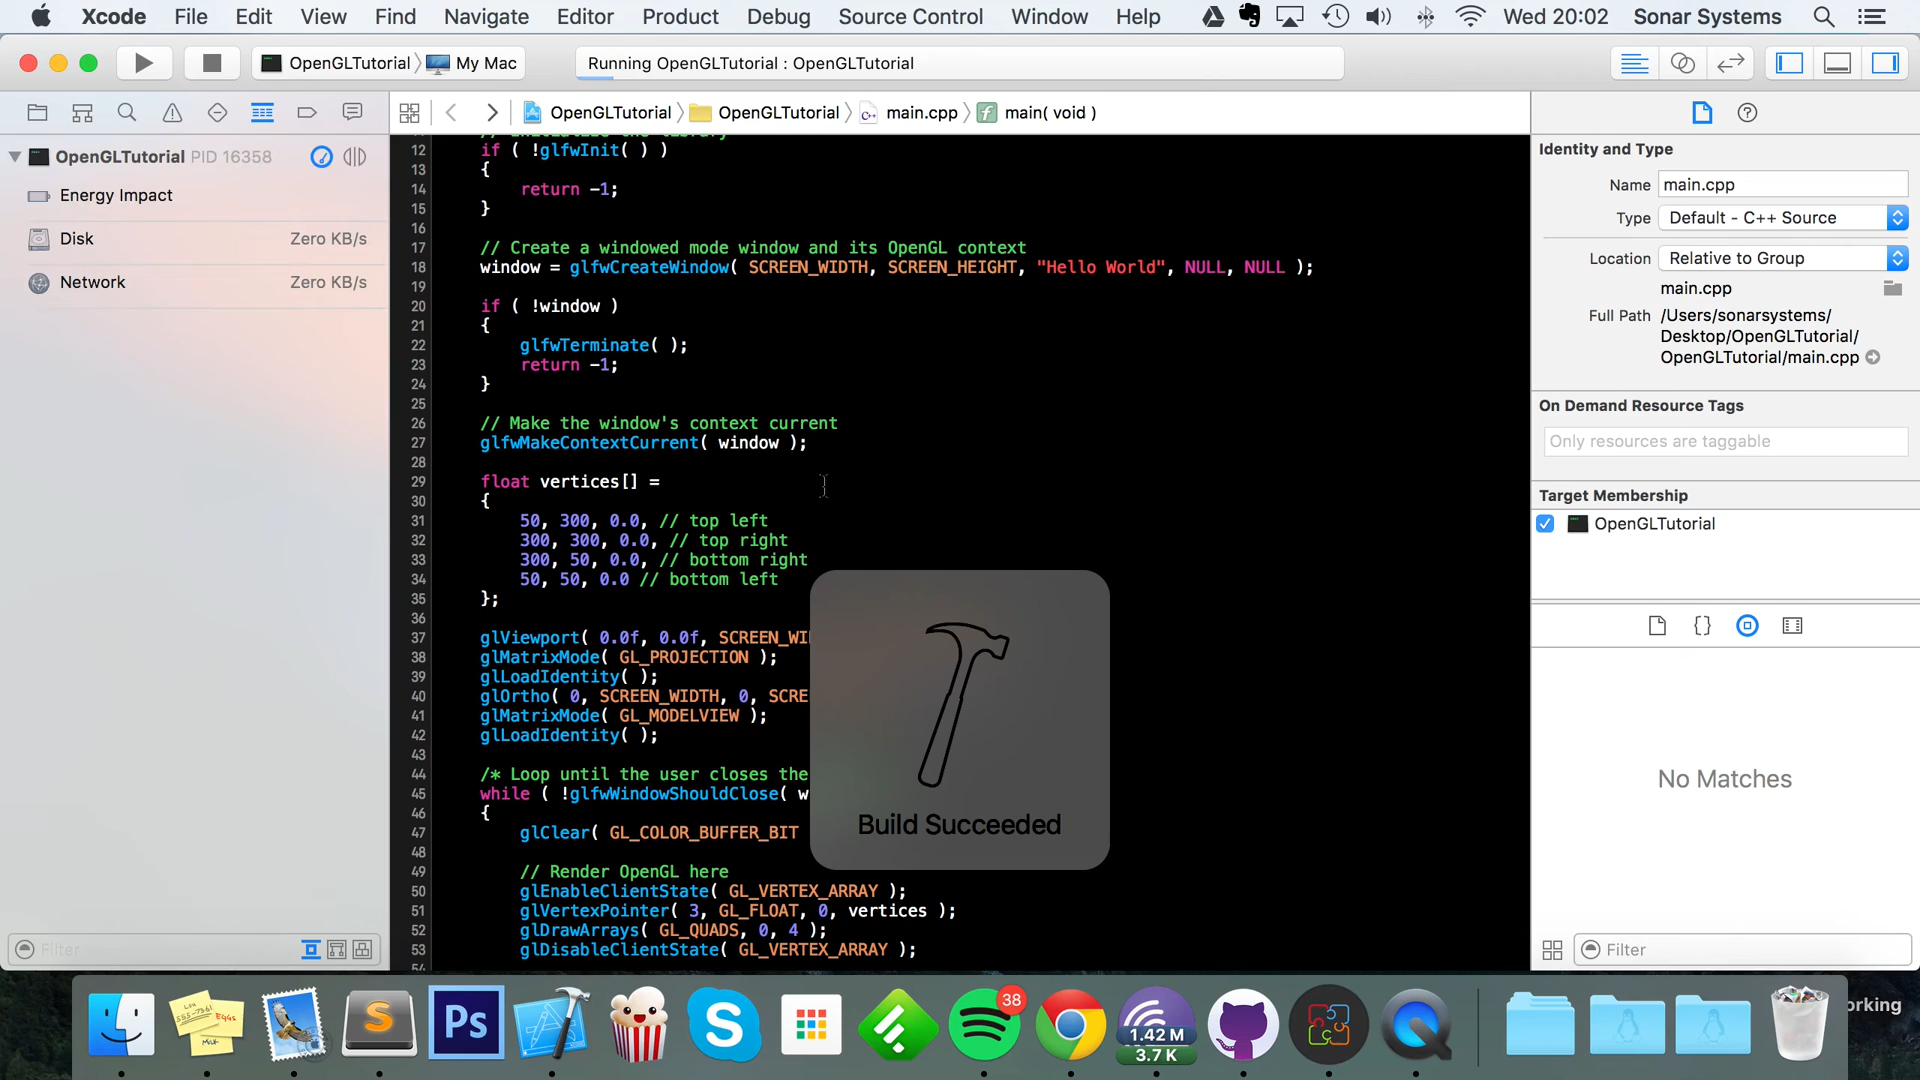 Xcode File Edit View Find Navigate Editor Product Debug Source Control Window Help Wed 20:02 Sonar Systems
OpenGLTutorial My Mac Running OpenGLTutorial : OpenGLTutorial
OpenGLTutorial OpenGLTutorial c++ main.cpp f main( void )
OpenGLTutorial PID 16358
Energy Impact
Disk Zero KB/s
Network Zero KB/s
Filter
// Initialize the library
12 if ( !glfwInit( ) )
13 {
14 return -1;
15 }
16
17 // Create a windowed mode window and its OpenGL context
18 window = glfwCreateWindow( SCREEN_WIDTH, SCREEN_HEIGHT, "Hello World", NULL, NULL );
19
20 if ( !window )
21 {
22 glfwTerminate( );
23 return -1;
24 }
25
26 // Make the window's context current
27 glfwMakeContextCurrent( window );
28
29 float vertices[] =
30 {
31 50, 300, 0.0, // top left
32 300, 300, 0.0, // top right
33 300, 50, 0.0, // bottom right
34 50, 50, 0.0 // bottom left
35 };
36
37 glViewport( 0.0f, 0.0f, SCREEN_WI
38 glMatrixMode( GL_PROJECTION );
39 glLoadIdentity( );
40 glOrtho( 0, SCREEN_WIDTH, 0, SCRE
41 glMatrixMode( GL_MODELVIEW );
42 glLoadIdentity( );
43
44 /* Loop until the user closes the
45 while ( !glfwWindowShouldClose( w
46 {
47 glClear( GL_COLOR_BUFFER_BIT
48
49 // Render OpenGL here
50 glEnableClientState( GL_VERTEX_ARRAY );
51 glVertexPointer( 3, GL_FLOAT, 0, vertices );
52 glDrawArrays( GL_QUADS, 0, 4 );
53 glDisableClientState( GL_VERTEX_ARRAY );
54
Build Succeeded
Identity and Type
Name main.cpp
Type Default - C++ Source
Location Relative to Group
main.cpp
Full Path /Users/sonarsystems/
Desktop/OpenGLTutorial/
OpenGLTutorial/main.cpp
On Demand Resource Tags
Only resources are taggable
Target Membership
OpenGLTutorial
No Matches
Filter
Ps
38
1.42 M
3.7 K
orking